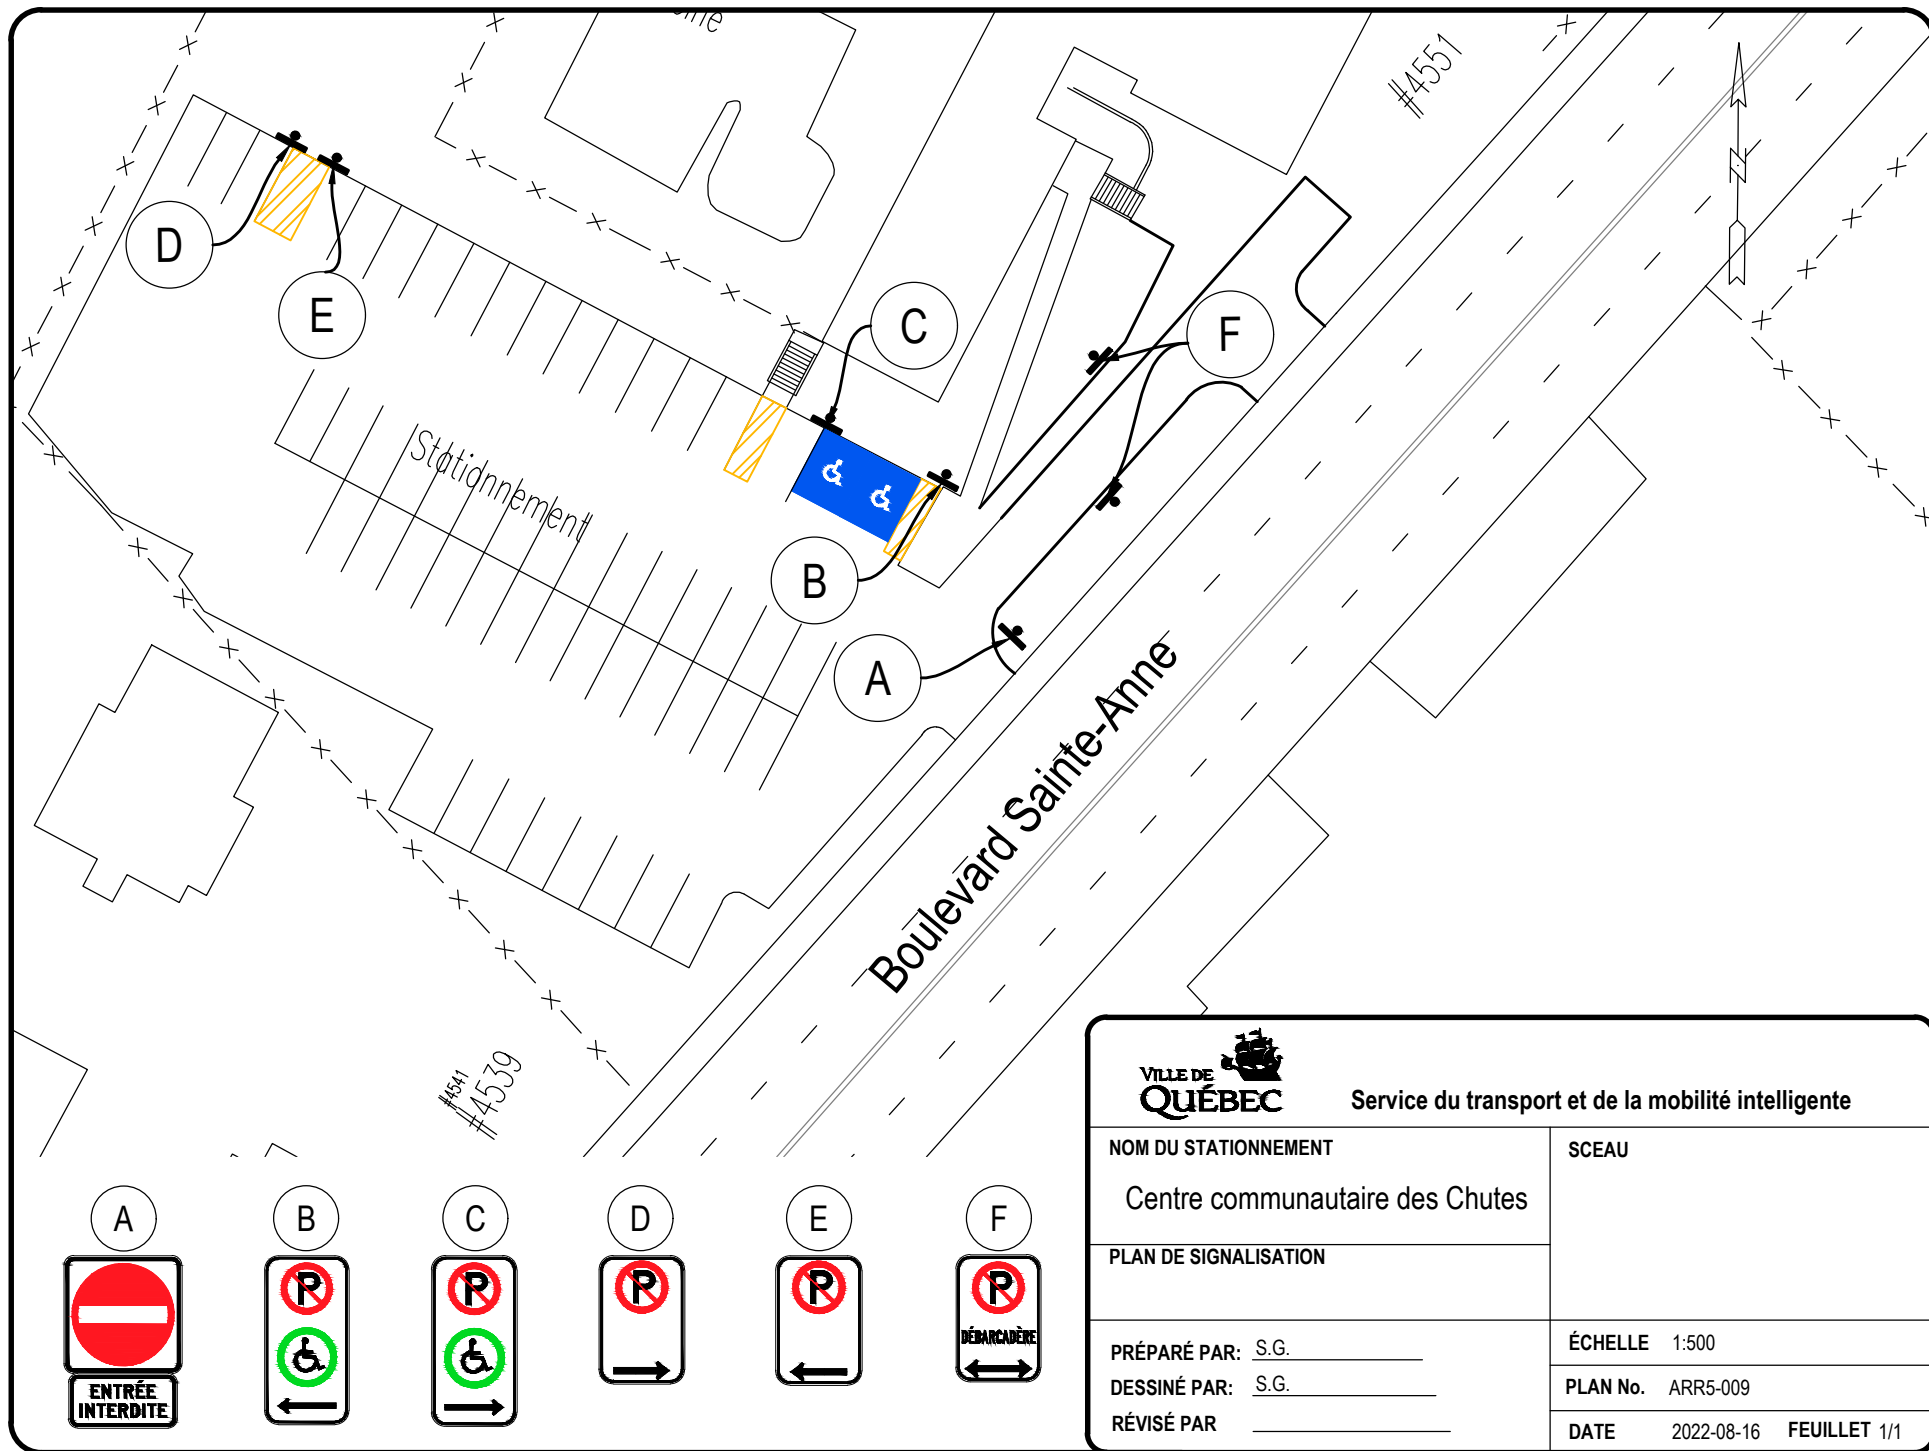 #4551
D
E
C
F
Stationnement
B
A
Boulevard Sainte-Anne
#4541
#4539
A
B
C
D
E
F
ENTRÉE
INTERDITE
P
P
P
P
P
DÉBARCADÈRE
VILLE DE
QUÉBEC
Service du transport et de la mobilité intelligente
NOM DU STATIONNEMENT
Centre communautaire des Chutes
SCEAU
PLAN DE SIGNALISATION
PRÉPARÉ PAR: S.G.
DESSINÉ PAR: S.G.
RÉVISÉ PAR
ÉCHELLE 1:500
PLAN No. ARR5-009
DATE 2022-08-16 FEUILLET 1/1
N